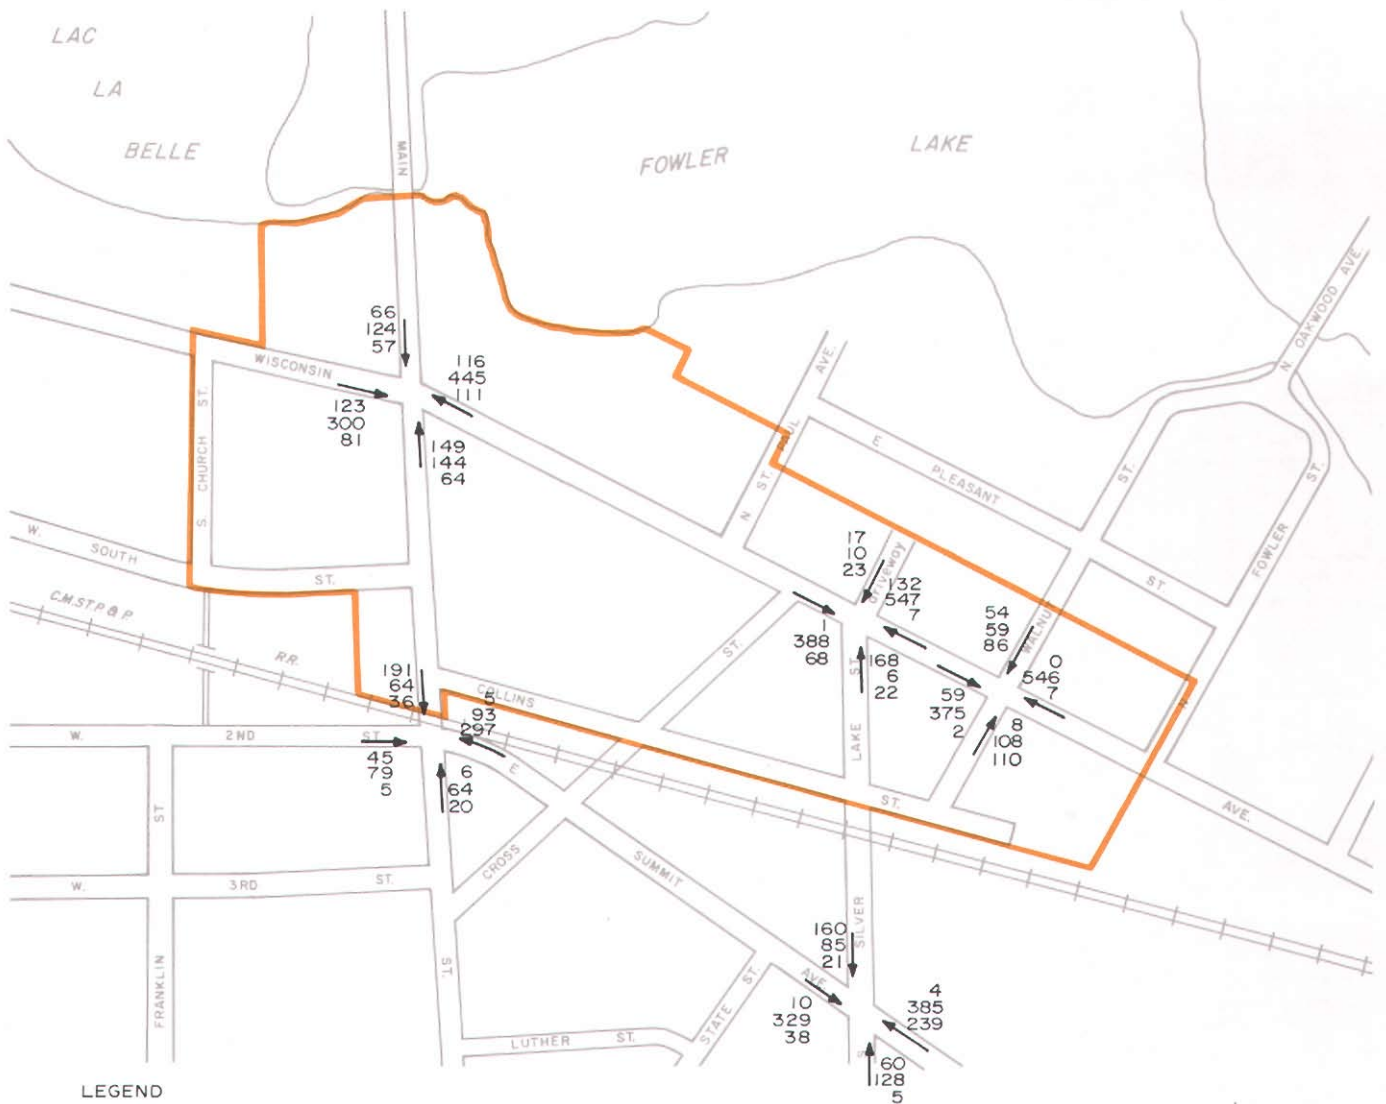 LAC
LA
BELLE
MAIN
FOWLER
LAKE
N. OAKWOOD AVE.
66
124
57
WISCONSIN
116
445
111
123
300
81
149
144
64
S. CHURCH ST.
N. ST. PAUL AVE.
E. PLEASANT ST.
ST.
N. FOWLER ST.
W. SOUTH ST.
C.M.ST.P.& P.
R.R.
17
10
23
DRIVEWAY
132
547
7
1
388
68
168
6
22
54
59
86
WALNUT
0
546
7
59
375
2
8
108
110
LAKE ST.
191
64
36
COLLINS ST.
5
93
297
W. 2ND ST.
45
79
5
6
64
20
E. SUMMIT AVE.
CROSS ST.
AVE.
ST
FRANKLIN
W. 3RD ST.
ST.
SILVER
160
85
21
10
329
38
4
385
239
60
128
5
LUTHER ST.
STATE ST.
S
LEGEND